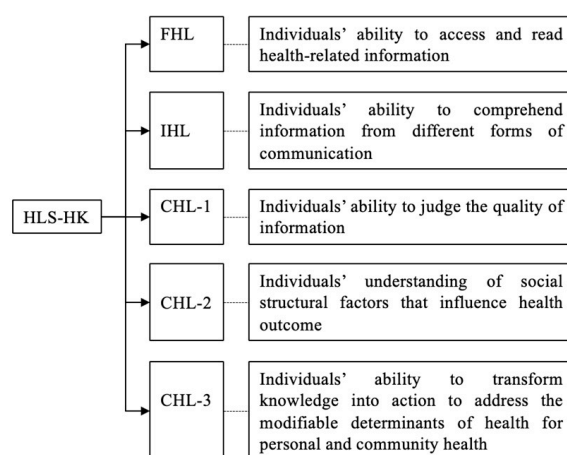 HLS-HK
FHL
Individuals’ ability to access and read
health-related information
IHL
Individuals’ ability to comprehend
information from different forms of
communication
CHL-1
Individuals’ ability to judge the quality of
information
CHL-2
Individuals’ understanding of social
structural factors that influence health
outcome
CHL-3
Individuals’ ability to transform
knowledge into action to address the
modifiable determinants of health for
personal and community health